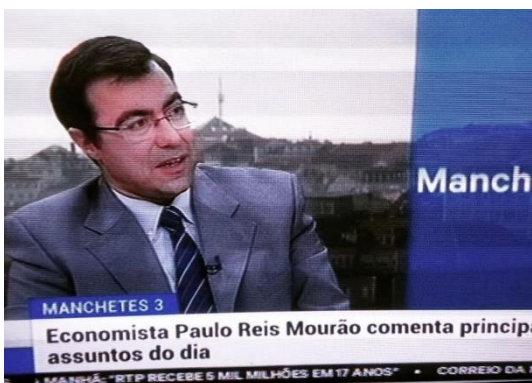 Manch
MANCHETES 3
Economista Paulo Reis Mourão comenta principa
assuntos do dia
MANHÃ: "RTP RECEBE 5 MIL MILHÕES EM 17 ANOS" • CORREIO DA